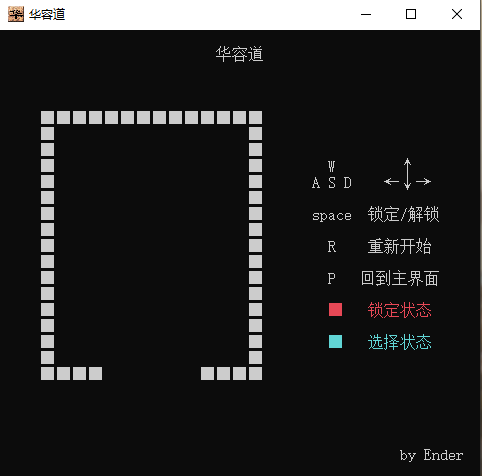 华容道
华容道
W
A S D
space 锁定/解锁
R 重新开始
P 回到主界面
锁定状态
选择状态
by Ender